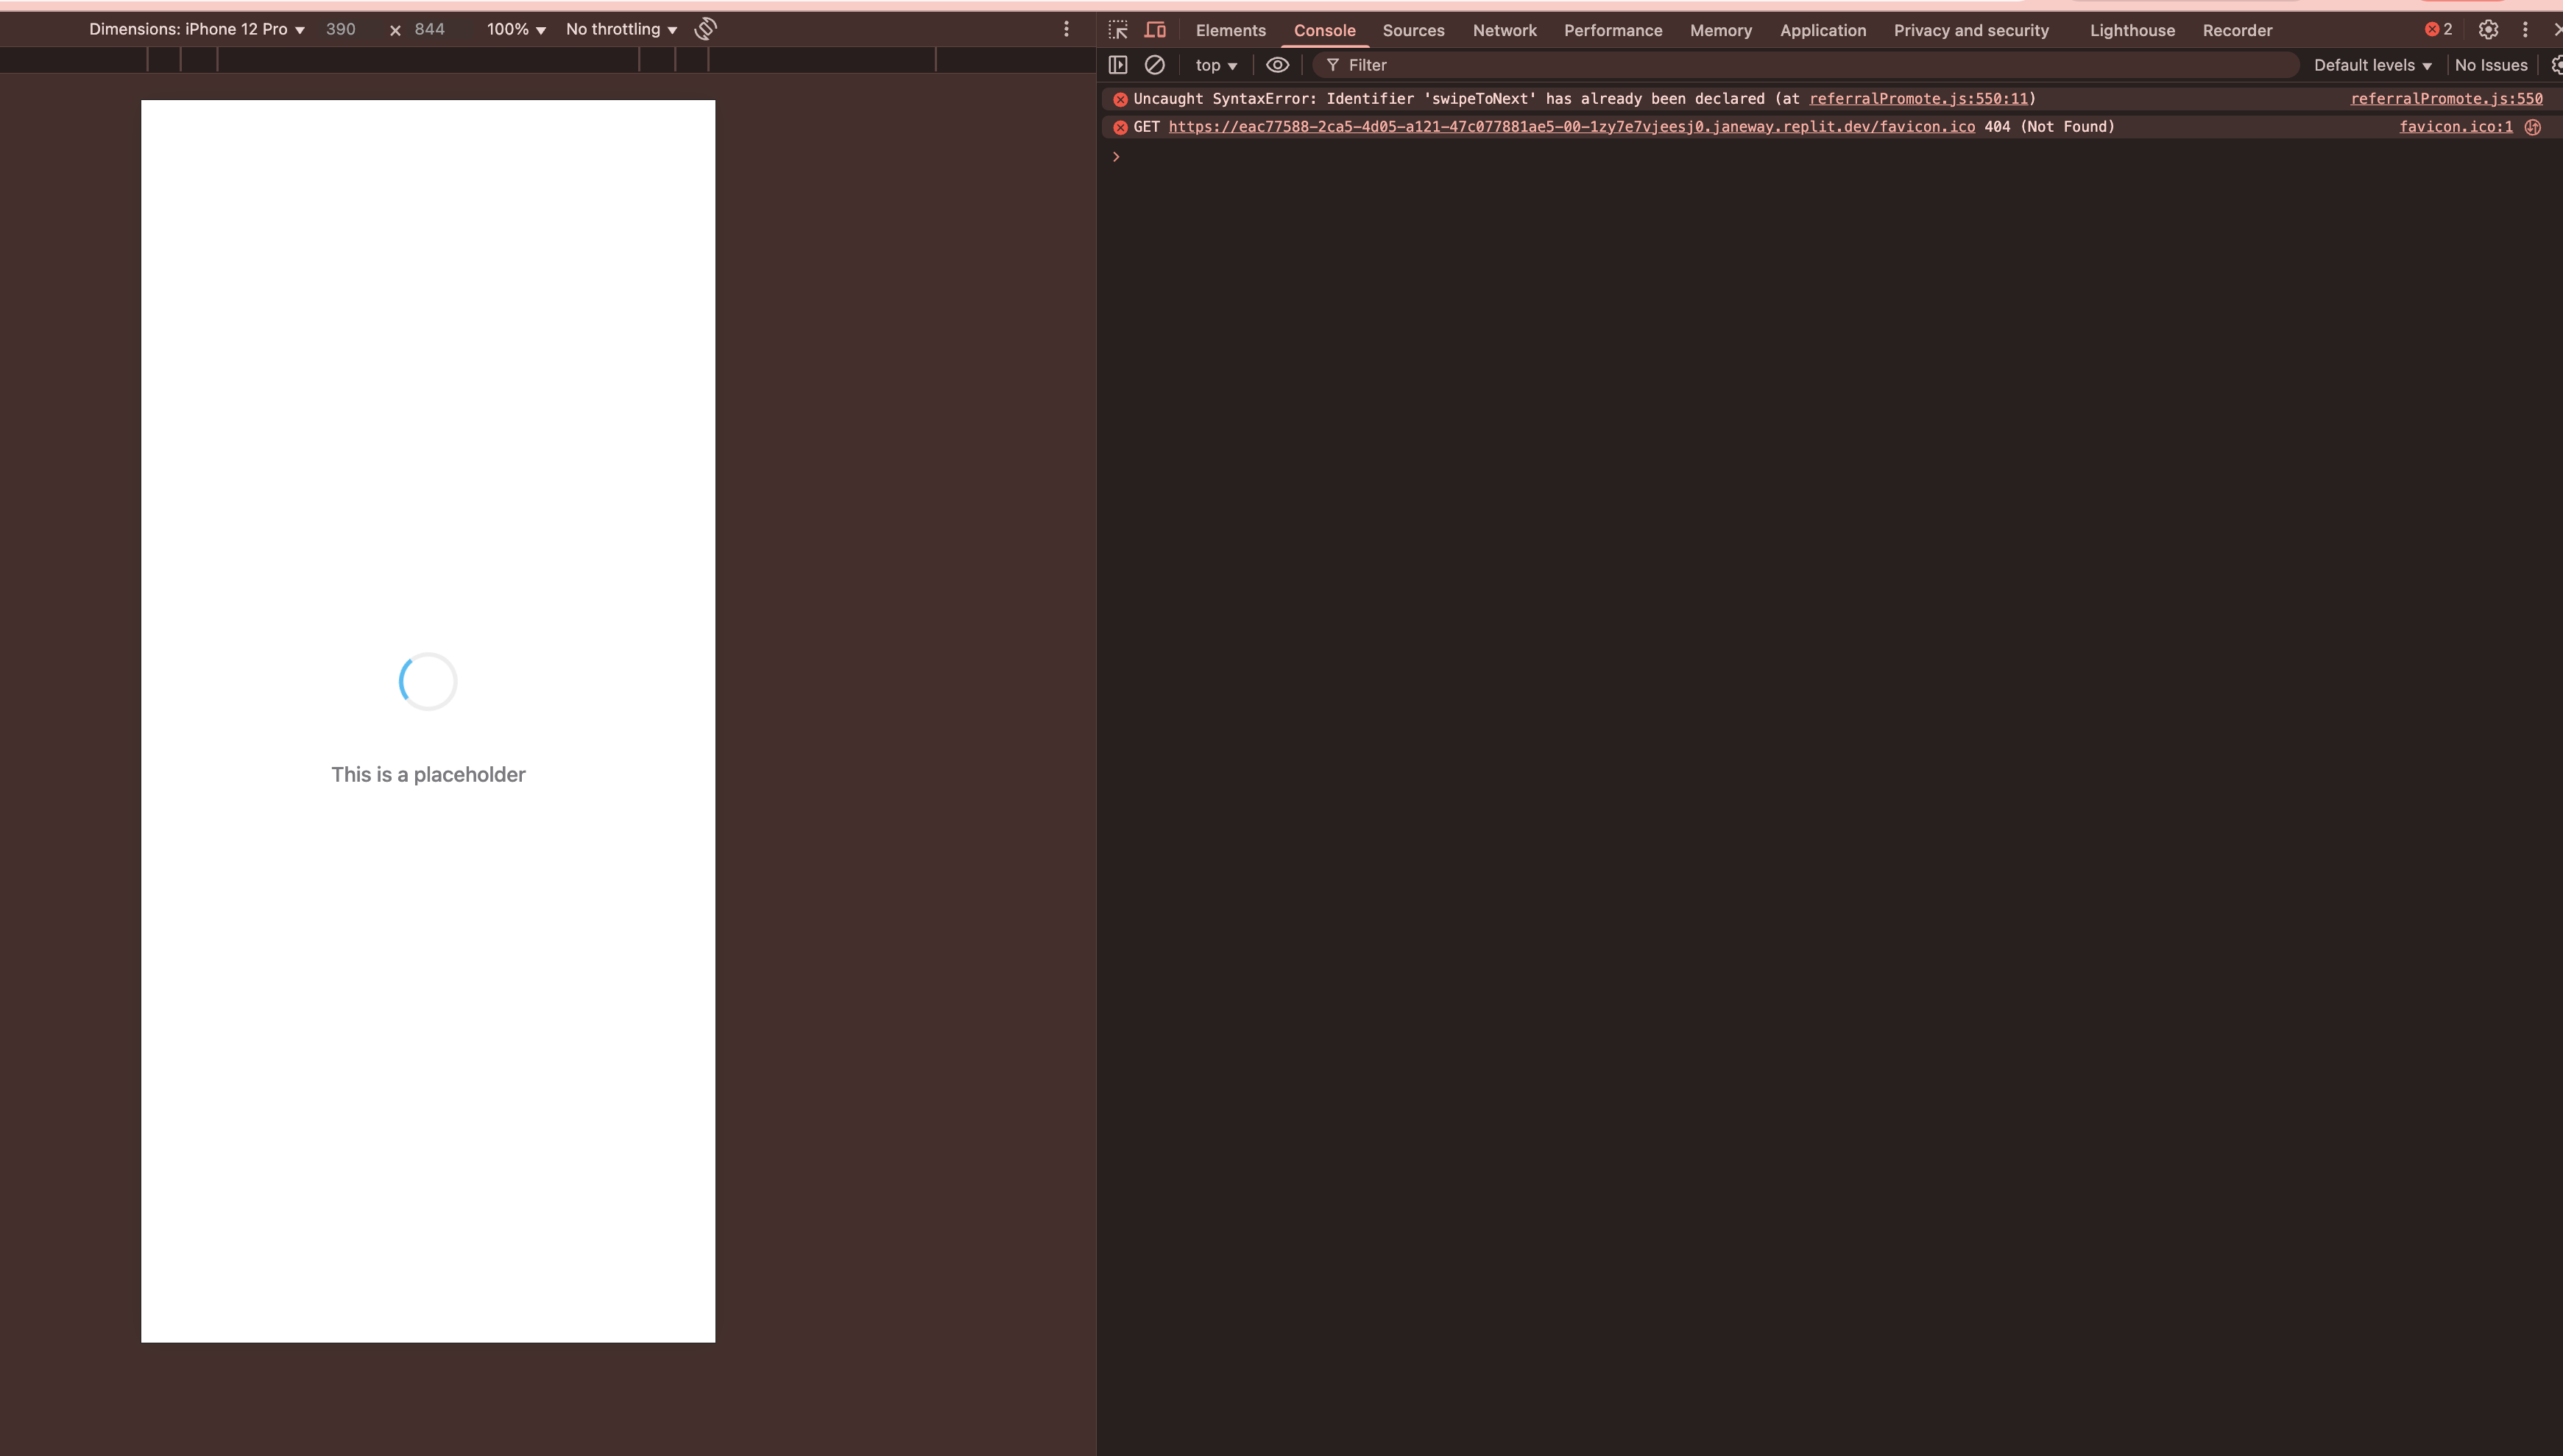 Dimensions: iPhone 12 Pro 390 × 844 100% No throttling
Elements Console Sources Network Performance Memory Application Privacy and security Lighthouse Recorder 2
top Filter Default levels No Issues
Uncaught SyntaxError: Identifier 'swipeToNext' has already been declared (at referralPromote.js:550:11) referralPromote.js:550
GET https://eac77588-2ca5-4d05-a121-47c077881ae5-00-1zy7e7vjeesj0.janeway.replit.dev/favicon.ico 404 (Not Found) favicon.ico:1
This is a placeholder